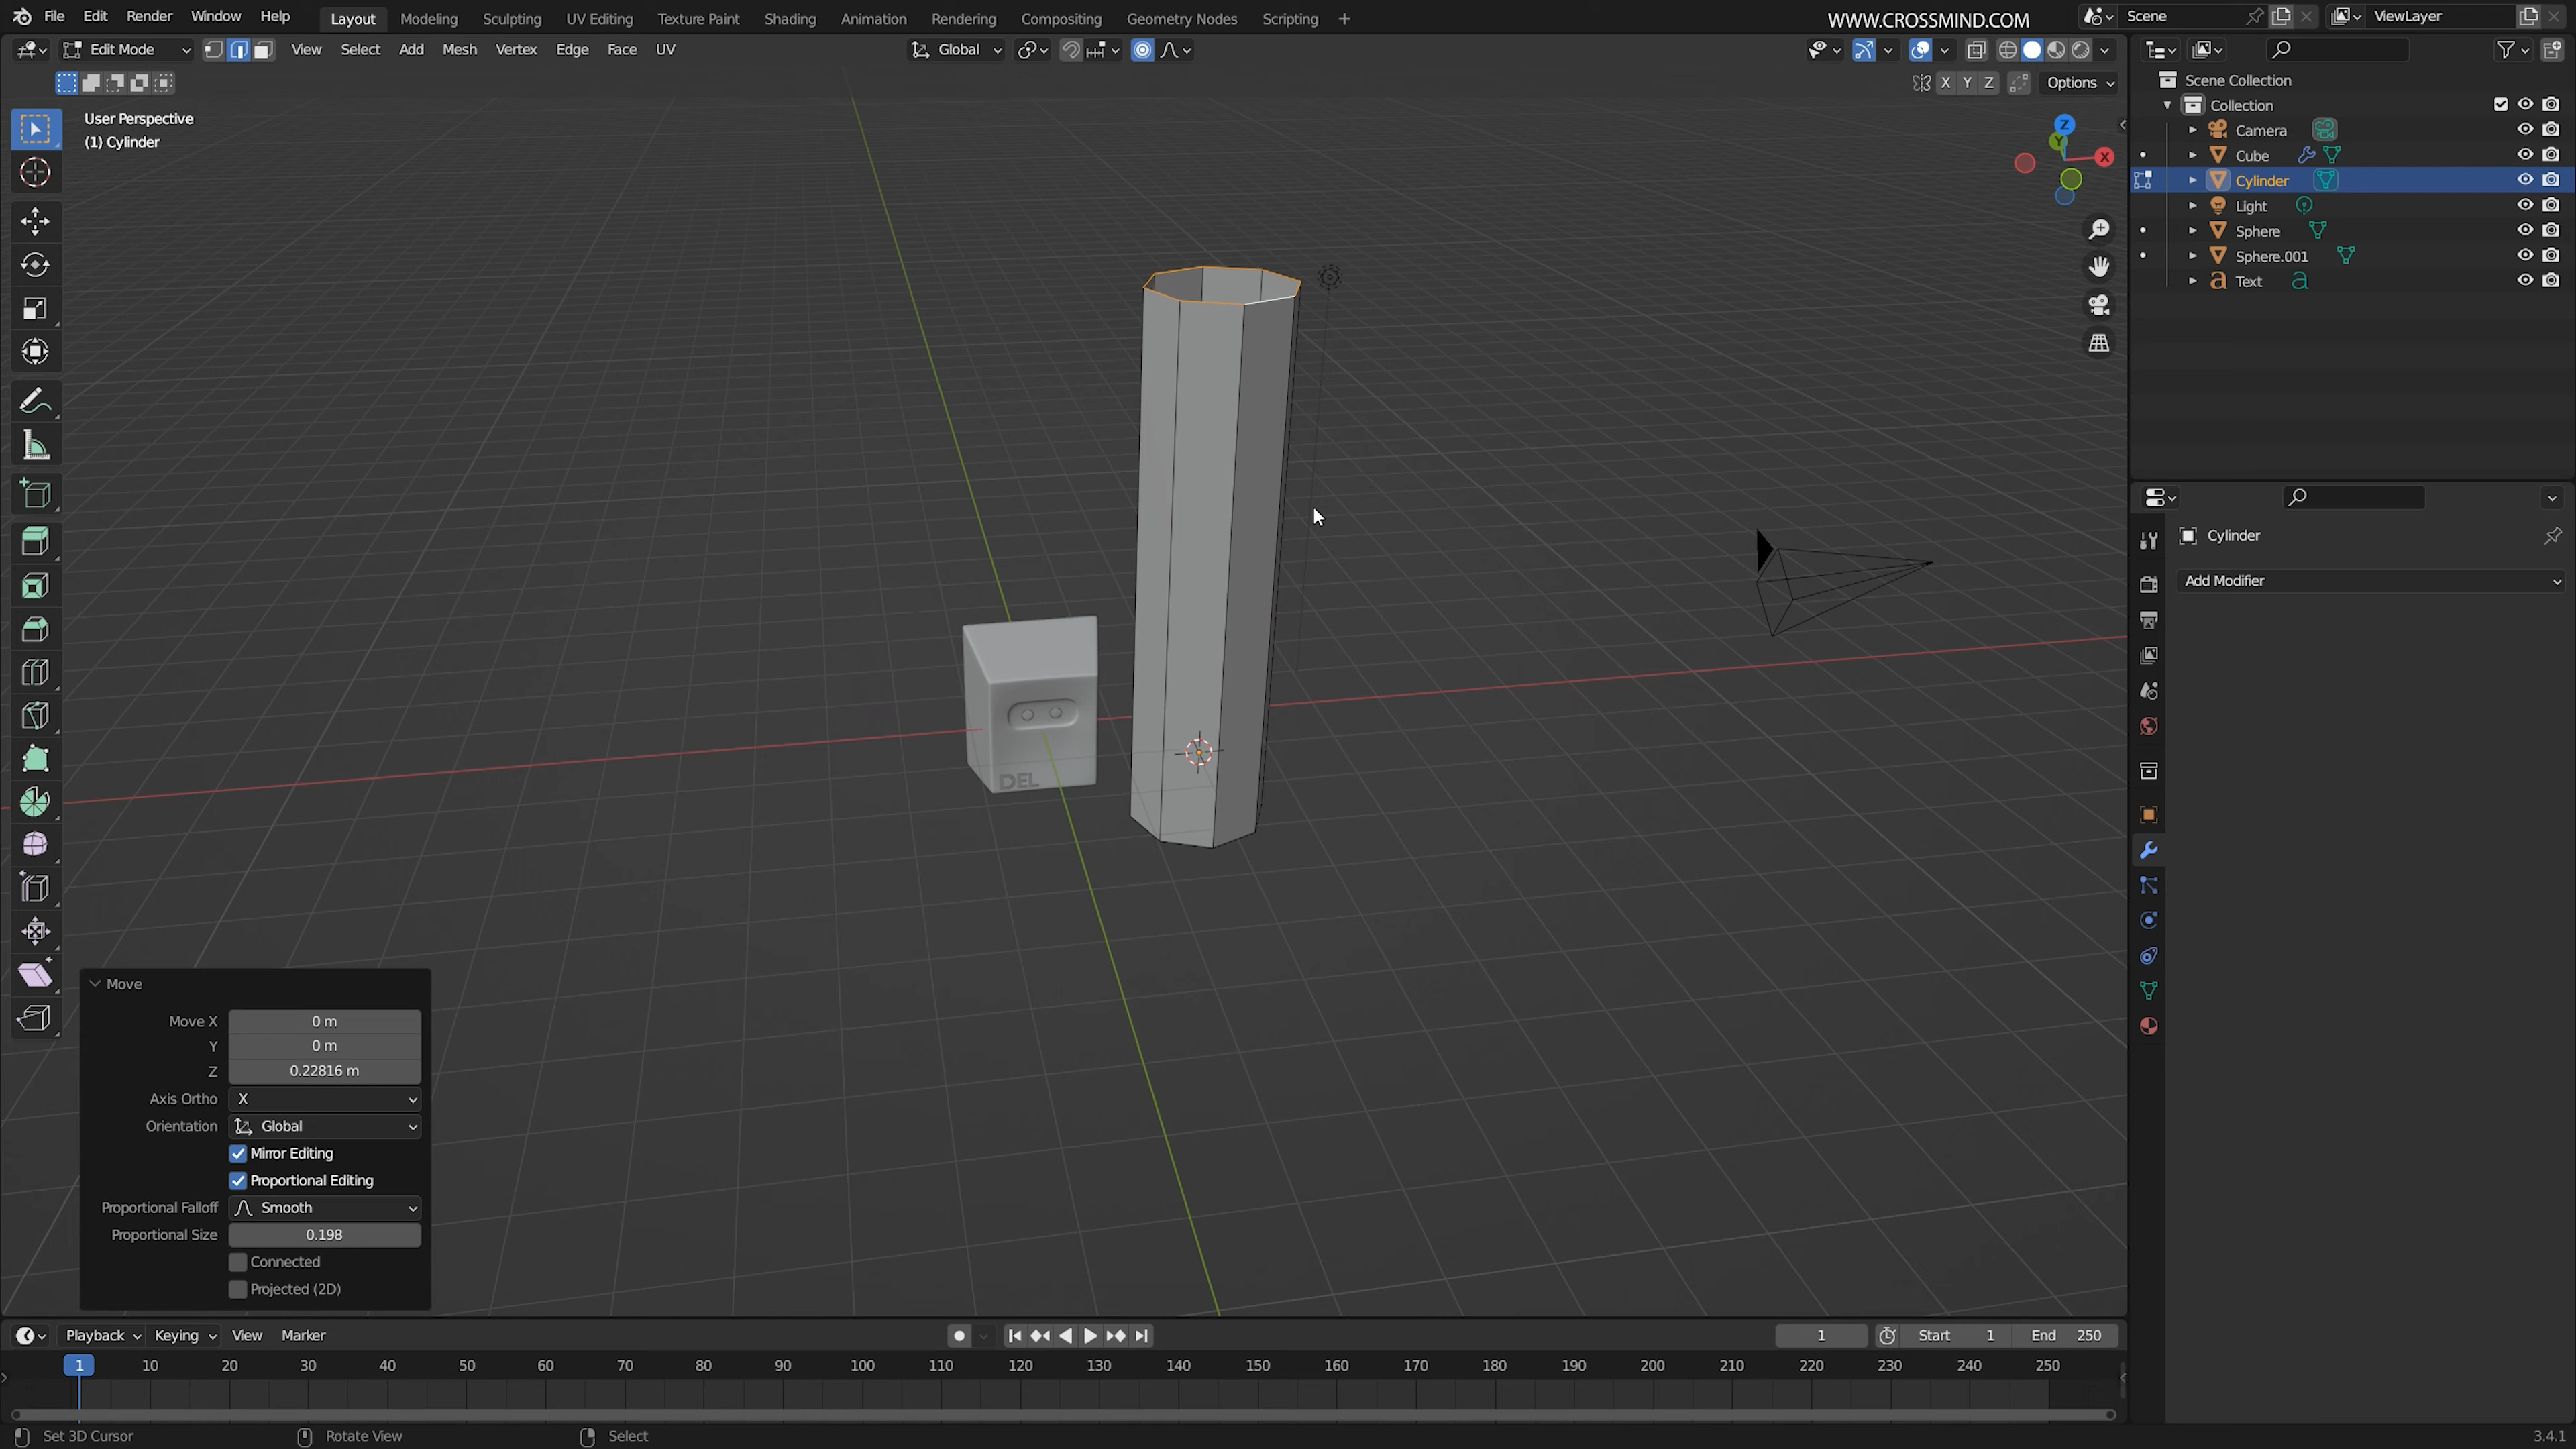 File Edit Render Window Help Layout Modeling Sculpting UV Editing Texture Paint Shading Animation Rendering Compositing Geometry Nodes Scripting + WWW.CROSSMIND.COM Scene ViewLayer
Edit Mode View Select Add Mesh Vertex Edge Face UV Global
X Y Z Options
User Perspective
(1) Cylinder
Z
Y
X
DEL
Move
Move X 0 m
Y 0 m
Z 0.22816 m
Axis Ortho X
Orientation Global
Mirror Editing
Proportional Editing
Proportional Falloff Smooth
Proportional Size 0.198
Connected
Projected (2D)
Scene Collection
Collection
Camera
Cube
Cylinder
Light
Sphere
Sphere.001
Text
Cylinder
Add Modifier
Playback Keying View Marker 1 Start 1 End 250
1 10 20 30 40 50 60 70 80 90 100 110 120 130 140 150 160 170 180 190 200 210 220 230 240 250
Set 3D Cursor Rotate View Select 3.4.1